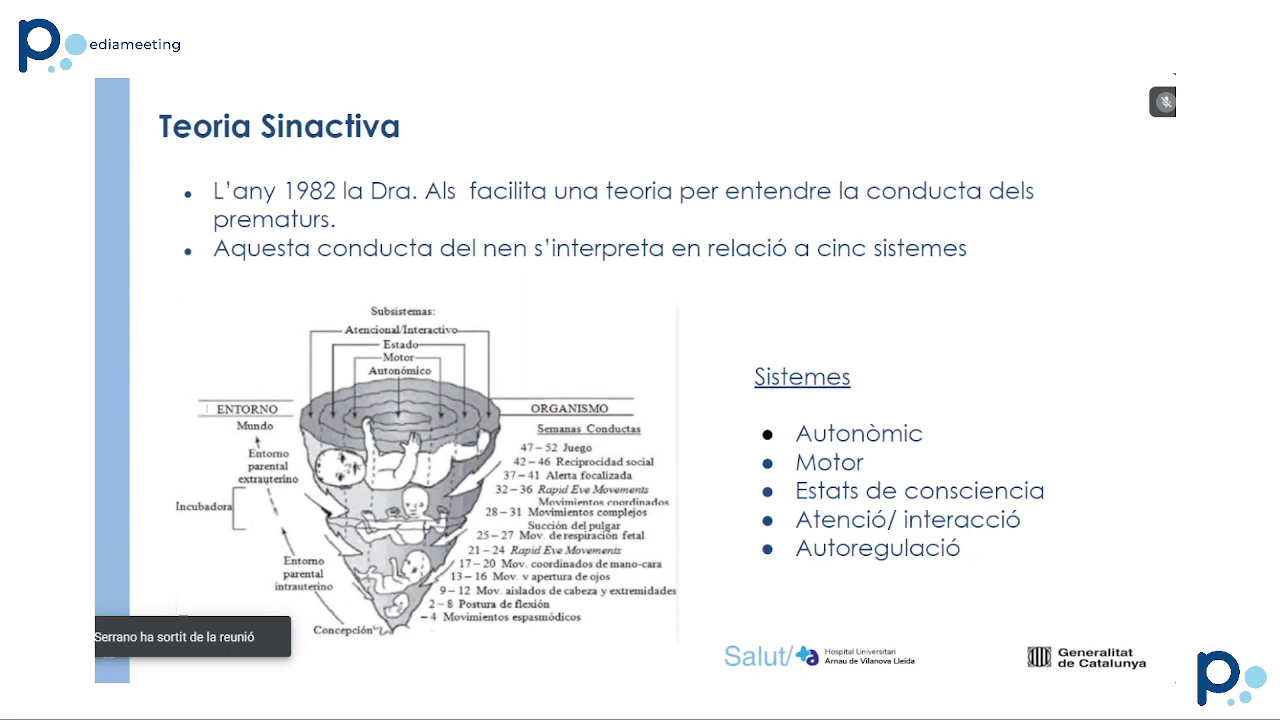 ediameeting
Teoria Sinactiva
L'any 1982 la Dra. Als facilita una teoria per entendre la conducta dels
prematurs.
Aquesta conducta del nen s'interpreta en relació a cinc sistemes
Subsistemas:
Atencional/Interactivo
Estado
Motor
Autonómico
ENTORNO
Mundo
Entorno
parental
extrauterino
Incubadora
Entorno
parental
intrauterino
Concepción
ORGANISMO
Semanas Conductas
47 – 52 Juego
42 – 46 Reciprocidad social
37 – 41 Alerta focalizada
32 – 36 Rapid Eye Movements
Movimientos coordinados
28 – 31 Movimientos complejos
Succión del pulgar
25 – 27 Mov. de respiración fetal
21 – 24 Rapid Eye Movements
17 – 20 Mov. coordinados de mano-cara
13 – 16 Mov. y apertura de ojos
9 – 12 Mov. aislados de cabeza y extremidades
2 – 8 Postura de flexión
– 4 Movimientos espasmódicos
Sistemes
Autonòmic
Motor
Estats de consciencia
Atenció/ interacció
Autoregulació
Serrano ha sortit de la reunió
Salut/
Hospital Universitari
Arnau de Vilanova Lleida
Generalitat
de Catalunya